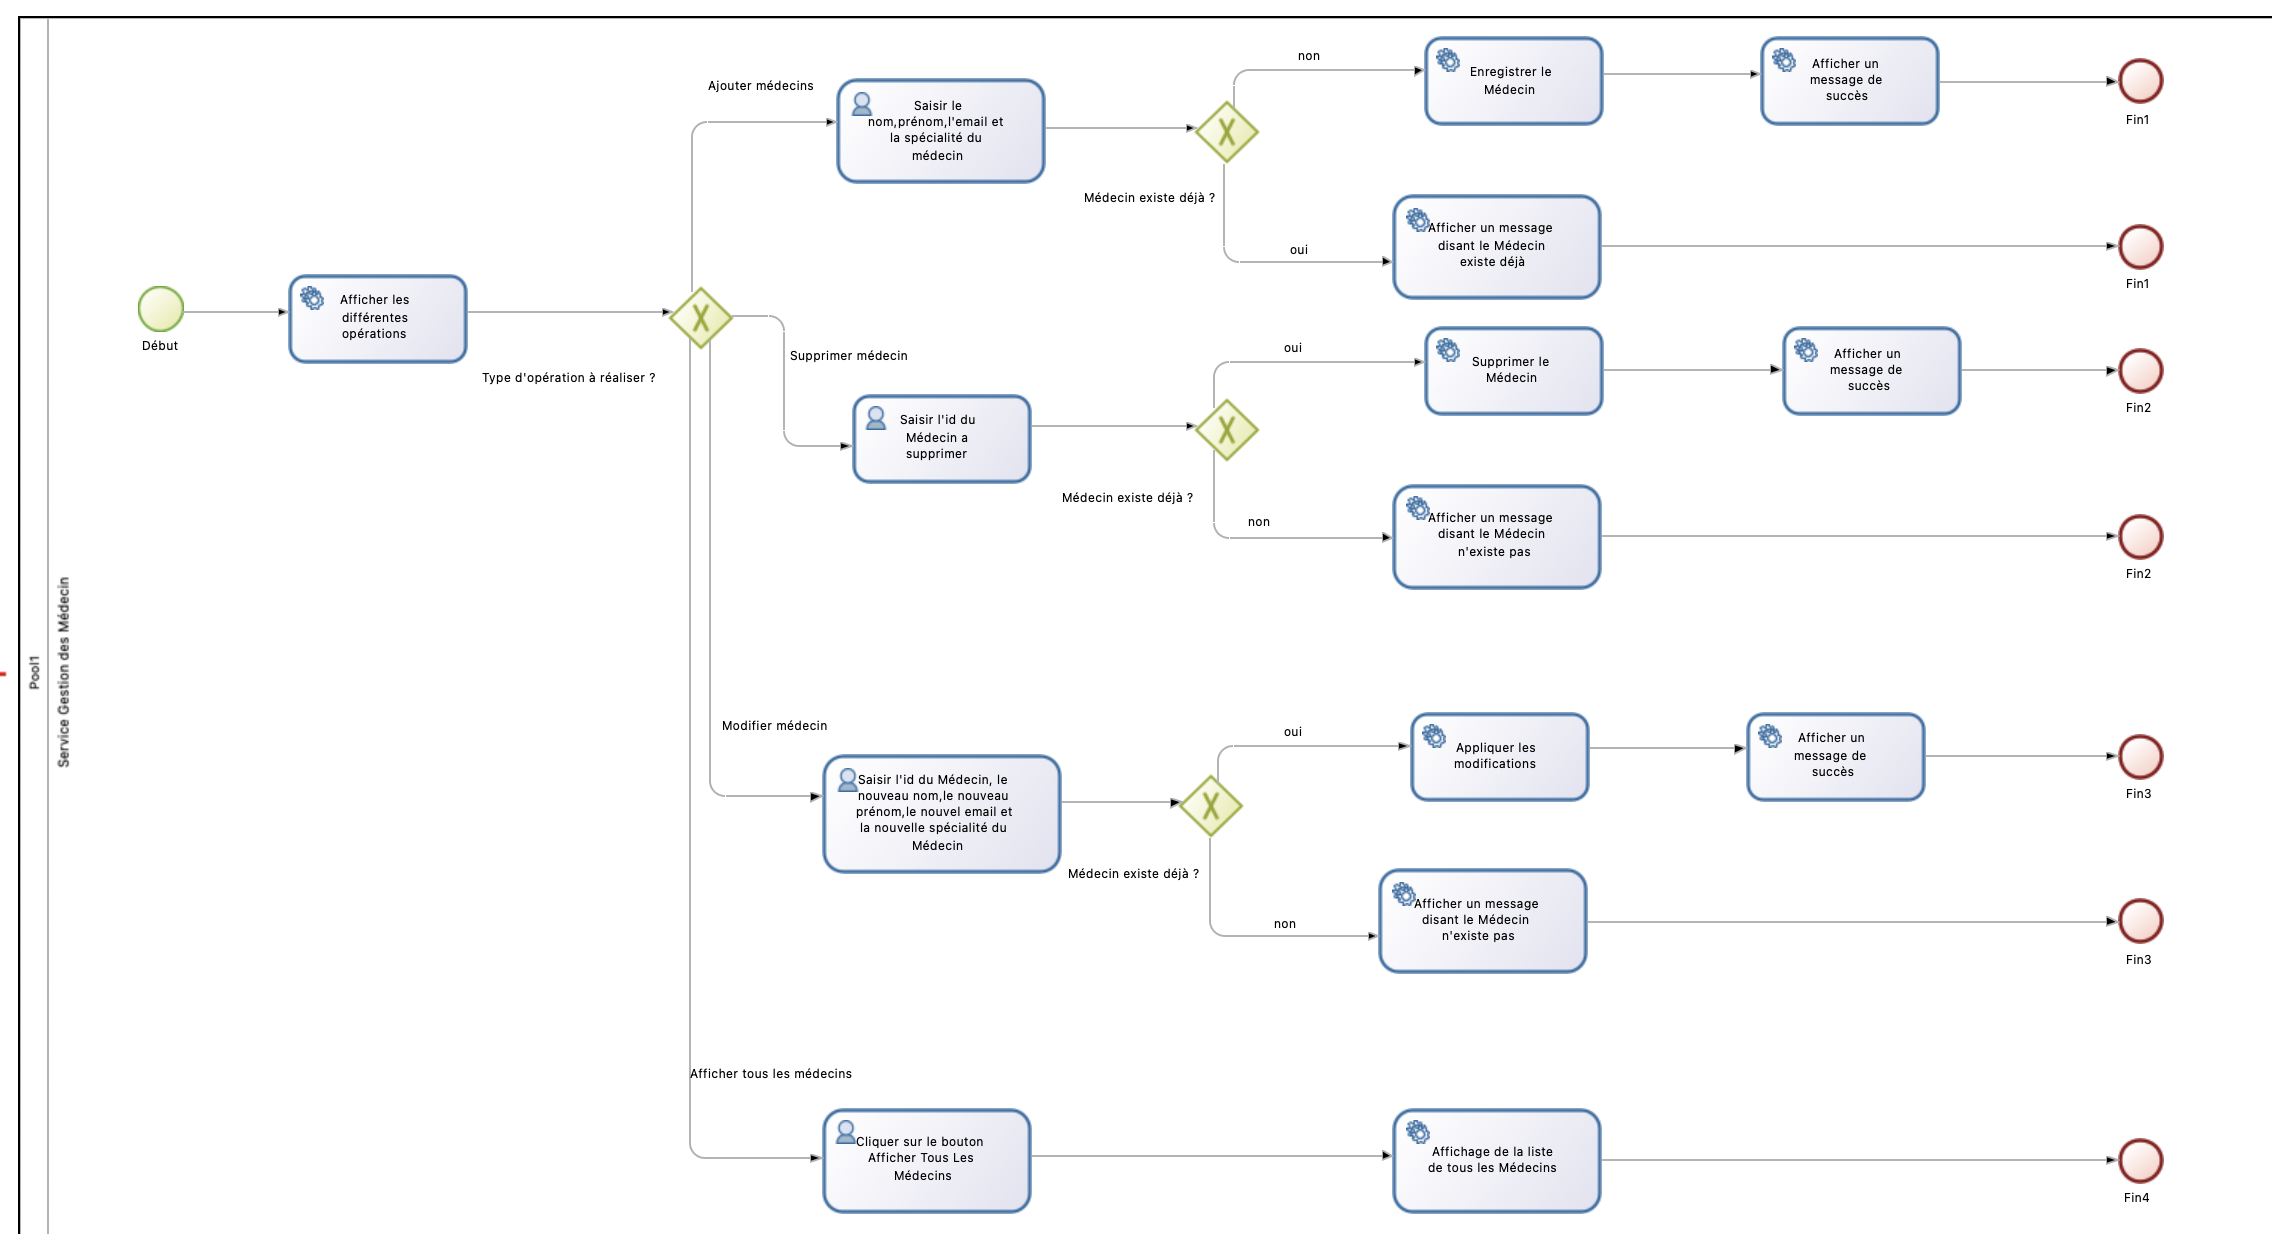 Pool1
Service Gestion des Médecin
Début
Afficher les
différentes
opérations
Type d'opération à réaliser ?
Ajouter médecins
Saisir le
nom,prénom,l'email et
la spécialité du
médecin
Médecin existe déjà ?
non
Enregistrer le
Médecin
Afficher un
message de
succès
Fin1
oui
Afficher un message
disant le Médecin
existe déjà
Fin1
Supprimer médecin
Saisir l'id du
Médecin a
supprimer
Médecin existe déjà ?
oui
Supprimer le
Médecin
Afficher un
message de
succès
Fin2
non
Afficher un message
disant le Médecin
n'existe pas
Fin2
Modifier médecin
Saisir l'id du Médecin, le
nouveau nom,le nouveau
prénom,le nouvel email et
la nouvelle spécialité du
Médecin
Médecin existe déjà ?
oui
Appliquer les
modifications
Afficher un
message de
succès
Fin3
non
Afficher un message
disant le Médecin
n'existe pas
Fin3
Afficher tous les médecins
Cliquer sur le bouton
Afficher Tous Les
Médecins
Affichage de la liste
de tous les Médecins
Fin4